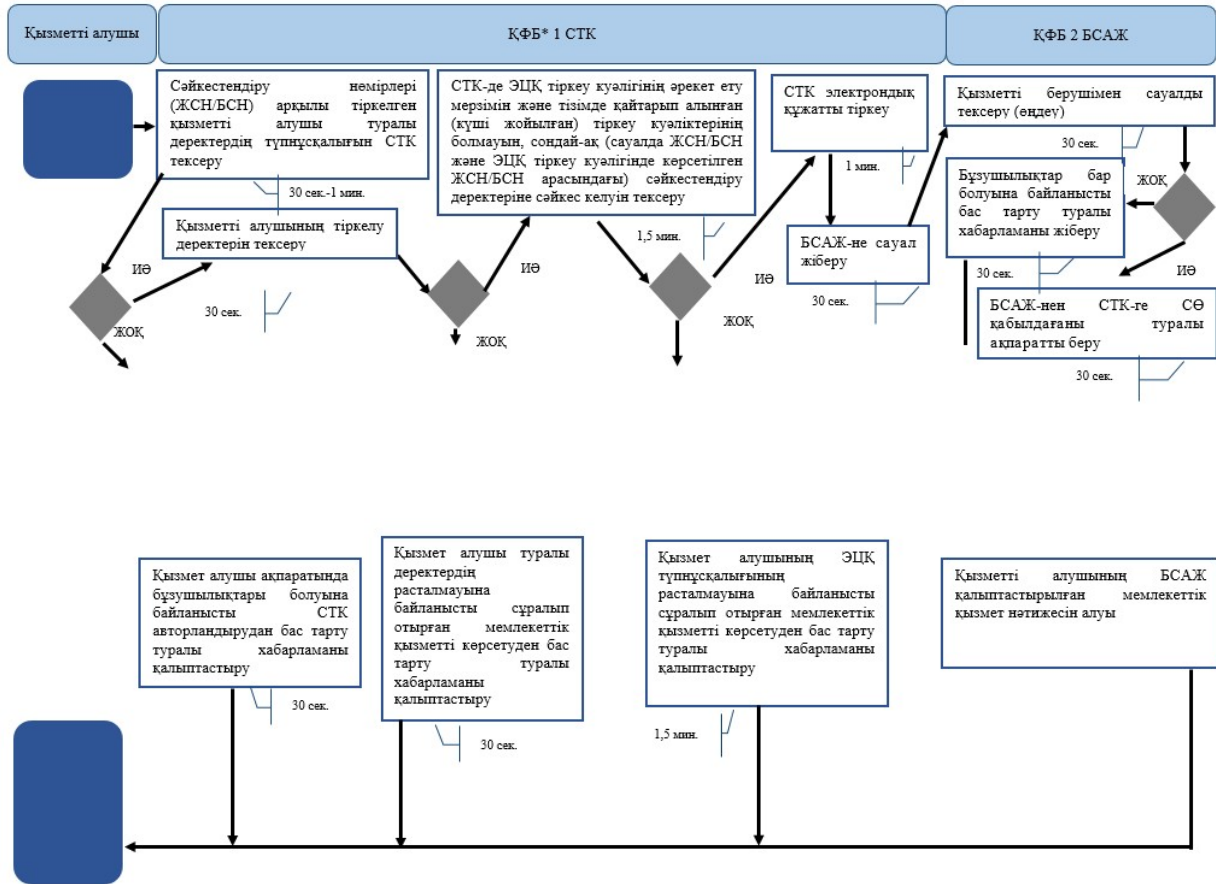 Қызметті алушы
ҚФБ* 1 СТК
ҚФБ 2 БСАЖ
Сәйкестендіру нөмірлері
(ЖСН/БСН) арқылы тіркелген
қызметті алушы туралы
деректердің түпнұсқалығын СТК
тексеру
30 сек.-1 мин.
Қызметті алушының тіркелу
деректерін тексеру
30 сек.
ИӘ
ЖОҚ
СТК-де ЭЦҚ тіркеу куәлігінің әрекет ету
мерзімін және тізімде қайтарып алынған
(күші жойылған) тіркеу куәліктерінің
болмауын, сондай-ақ (сауалда ЖСН/БСН
және ЭЦҚ тіркеу куәлігінде көрсетілген
ЖСН/БСН арасындағы) сәйкестендіру
деректеріне сәйкес келуін тексеру
1,5 мин.
ИӘ
ЖОҚ
СТК электрондық
құжатты тіркеу
1 мин.
БСАЖ-не сауал
жіберу
30 сек.
ИӘ
ЖОҚ
Қызметті берушімен сауалды
тексеру (өңдеу)
30 сек.
ЖОҚ
Бұзушылықтар бар
болуына байланысты
бас тарту туралы
хабарламаны жіберу
30 сек.
ИӘ
БСАЖ-нен СТК-ге СӨ
қабылдағаны туралы
ақпаратты беру
30 сек.
Қызмет алушы ақпаратында
бұзушылықтары болуына
байланысты СТК
авторландырудан бас тарту
туралы хабарламаны
қалыптастыру
30 сек.
Қызмет алушы туралы
деректердің
расталмауына
байланысты сұралып
отырған мемлекеттік
қызметті көрсетуден бас
тарту туралы
хабарламаны
қалыптастыру
30 сек.
Қызмет алушының ЭЦҚ
түпнұсқалығының
расталмауына байланысты
сұралып отырған мемлекеттік
қызметті көрсетуден бас тарту
туралы хабарламаны
қалыптастыру
1,5 мин.
Қызметті алушының БСАЖ
қалыптастырылған мемлекеттік
қызмет нәтижесін алуы